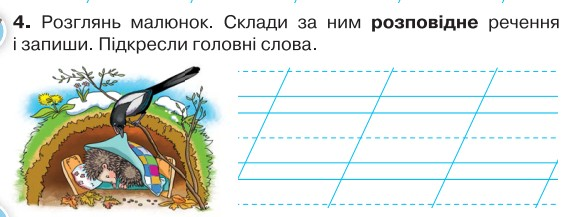 4. Розглянь малюнок. Склади за ним розповідне речення
і запиши. Підкресли головні слова.